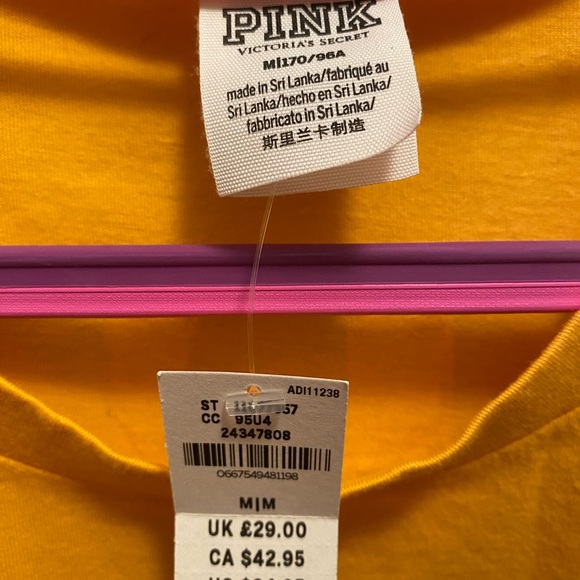 PINK
VICTORIA'S SECRET
M|170/96A
made in Sri Lanka/fabriqué au
Sri Lanka/hecho en Sri Lanka/
fabbricato in Sri Lanka/
斯里兰卡制造
ADI11238
ST
CC 95U4
24347808
0667549481198
M|M
UK £29.00
CA $42.95